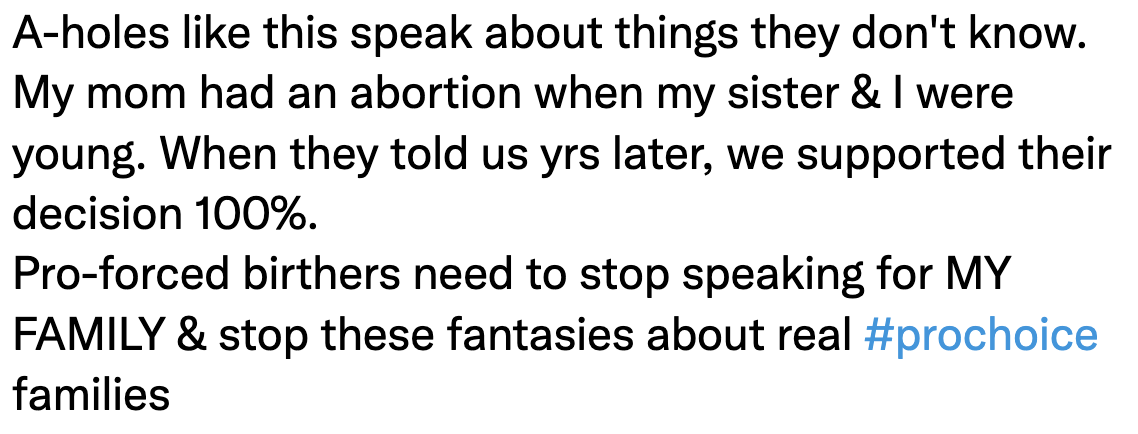 A-holes like this speak about things they don't know.
My mom had an abortion when my sister & I were
young. When they told us yrs later, we supported their
decision 100%.
Pro-forced birthers need to stop speaking for MY
FAMILY & stop these fantasies about real #prochoice
families